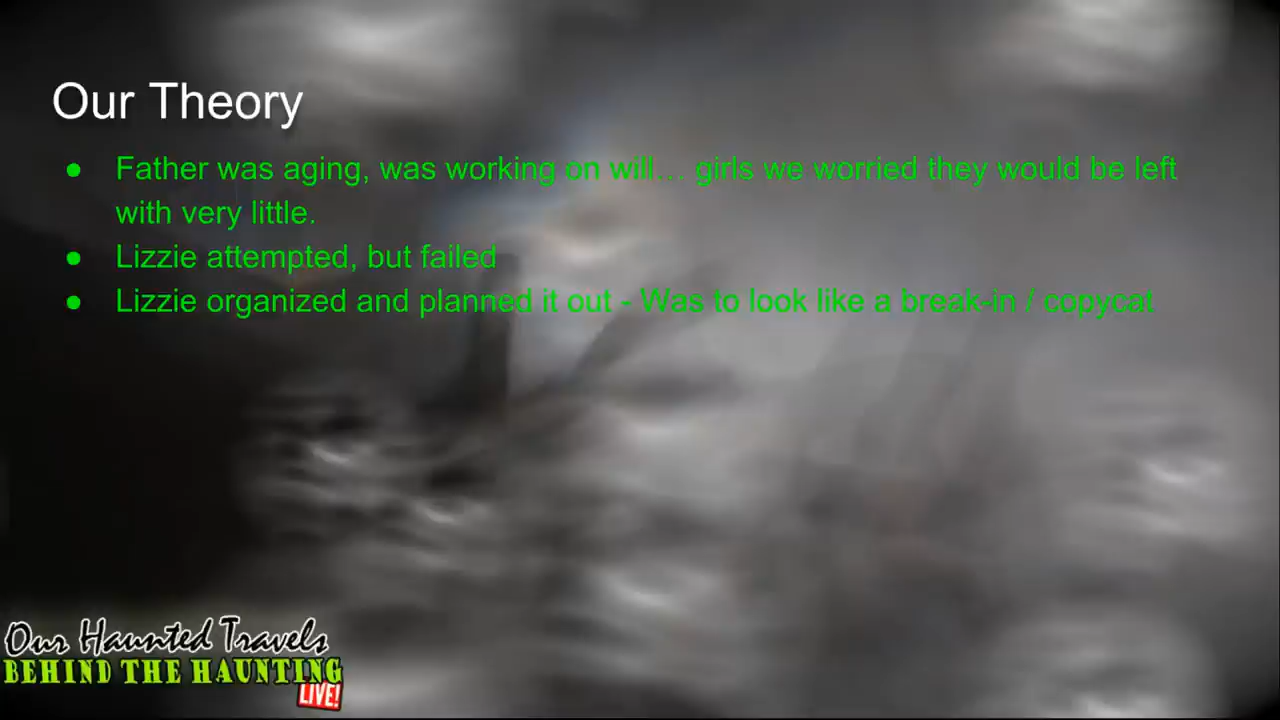 Our Theory
● Father was aging, was working on will... girls we worried they would be left
with very little.
● Lizzie attempted, but failed
● Lizzie organized and planned it out - Was to look like a break-in / copycat
Our Haunted Travels
BEHIND THE HAUNTING
LIVE!